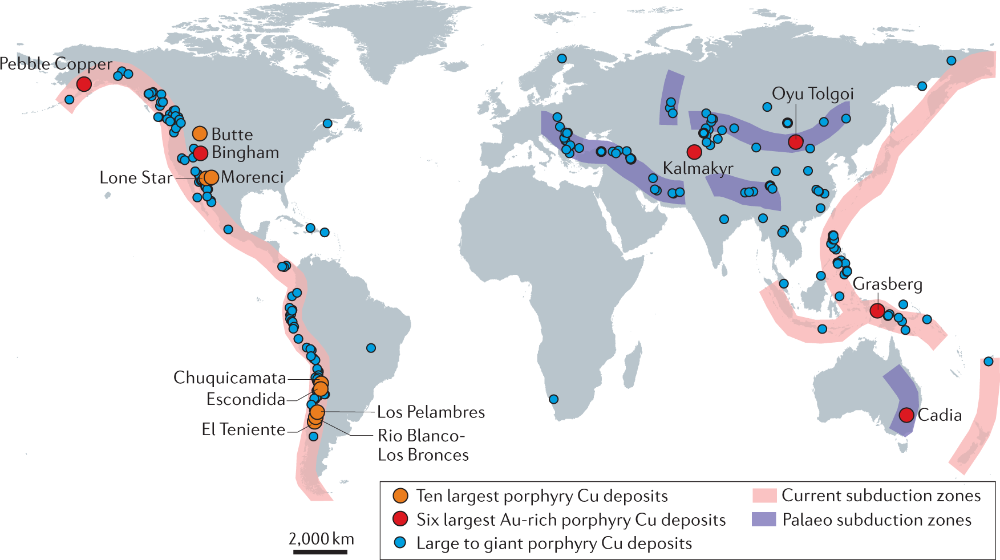 Pebble Copper
Oyu Tolgoi
Butte
Bingham
Kalmakyr
Lone Star
Morenci
Grasberg
Chuquicamata
Escondida
Los Pelambres
Cadia
El Teniente
Rio Blanco-
Los Bronces
Ten largest porphyry Cu deposits
Current subduction zones
Six largest Au-rich porphyry Cu deposits
Palaeo subduction zones
2,000 km
Large to giant porphyry Cu deposits